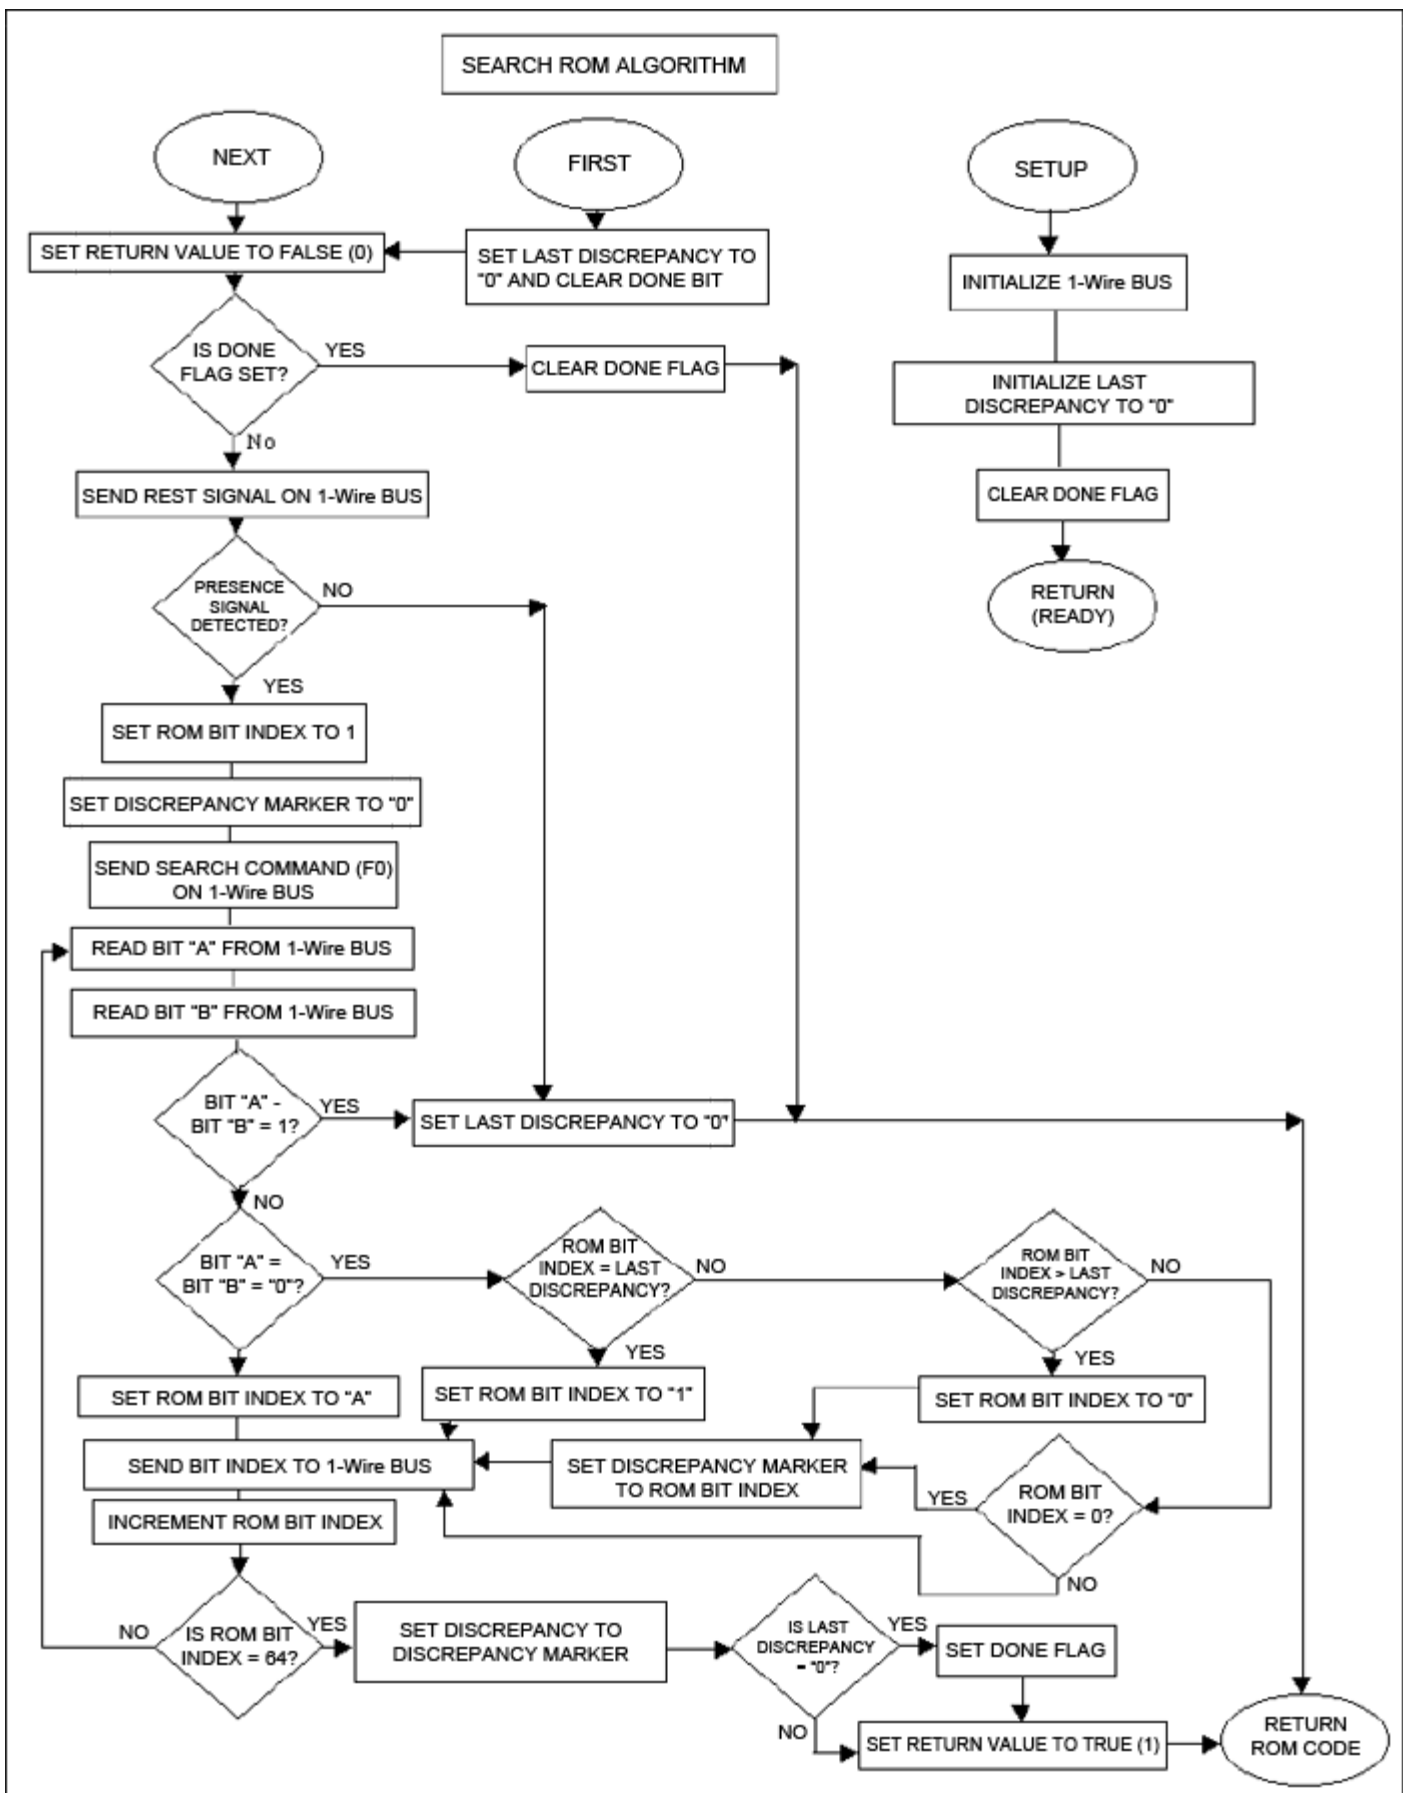 SEARCH ROM ALGORITHM
NEXT
FIRST
SETUP
SET RETURN VALUE TO FALSE (0)
SET LAST DISCREPANCY TO
"0" AND CLEAR DONE BIT
INITIALIZE 1-Wire BUS
IS DONE
FLAG SET?
YES
CLEAR DONE FLAG
INITIALIZE LAST
DISCREPANCY TO "0"
No
SEND REST SIGNAL ON 1-Wire BUS
CLEAR DONE FLAG
PRESENCE
SIGNAL
DETECTED?
NO
RETURN
(READY)
YES
SET ROM BIT INDEX TO 1
SET DISCREPANCY MARKER TO "0"
SEND SEARCH COMMAND (F0)
ON 1-Wire BUS
READ BIT "A" FROM 1-Wire BUS
READ BIT "B" FROM 1-Wire BUS
BIT "A" -
BIT "B" = 1?
YES
SET LAST DISCREPANCY TO "0"
NO
BIT "A" =
BIT "B" = "0"?
YES
ROM BIT
INDEX = LAST
DISCREPANCY?
NO
ROM BIT
INDEX > LAST
DISCREPANCY?
NO
YES
YES
SET ROM BIT INDEX TO "A"
SET ROM BIT INDEX TO "1"
SET ROM BIT INDEX TO "0"
SEND BIT INDEX TO 1-Wire BUS
SET DISCREPANCY MARKER
TO ROM BIT INDEX
YES
ROM BIT
INDEX = 0?
INCREMENT ROM BIT INDEX
NO
NO
IS ROM BIT
INDEX = 64?
YES
SET DISCREPANCY TO
DISCREPANCY MARKER
IS LAST
DISCREPANCY
= "0"?
YES
SET DONE FLAG
NO
SET RETURN VALUE TO TRUE (1)
RETURN
ROM CODE